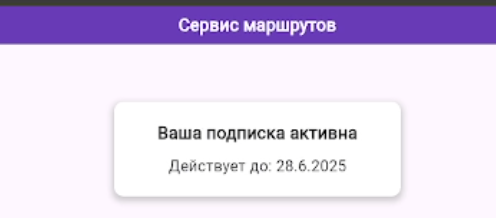 Сервис маршрутов
Ваша подписка активна
Действует до: 28.6.2025